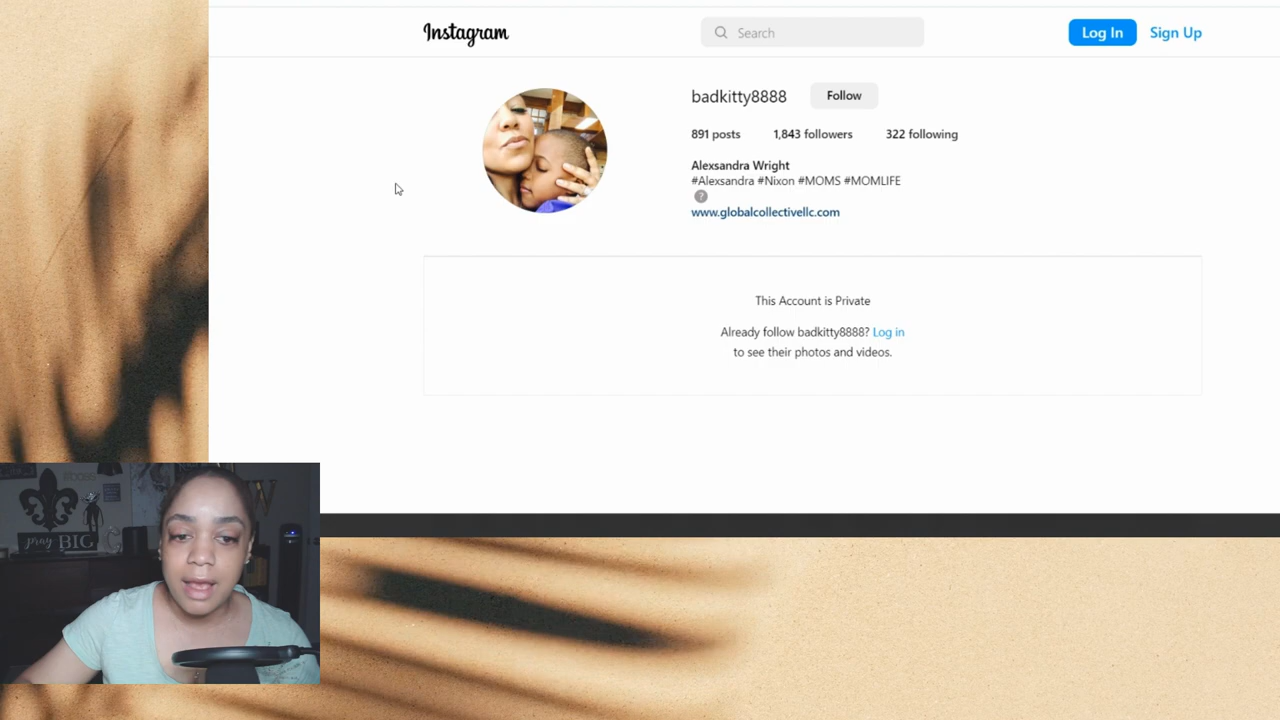 Instagram
Search
Log In
Sign Up
badkitty8888
Follow
891 posts 1,843 followers 322 following
Alexsandra Wright
#Alexsandra #Nixon #MOMS #MOMLIFE
?
www.globalcollectivellc.com
This Account is Private
Already follow badkitty8888? Log in
to see their photos and videos.
pray BIG
W